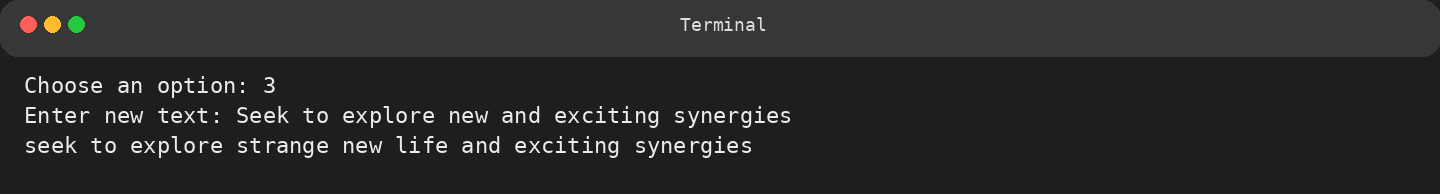 Terminal
Choose an option: 3
Enter new text: Seek to explore new and exciting synergies
seek to explore strange new life and exciting synergies